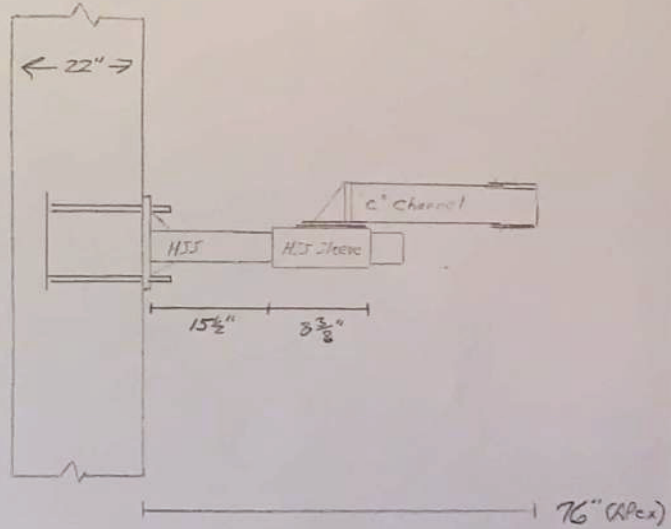 22"
C" Channel
HSS
HSS Sleeve
15½"
3⅜"
76" (Apex)